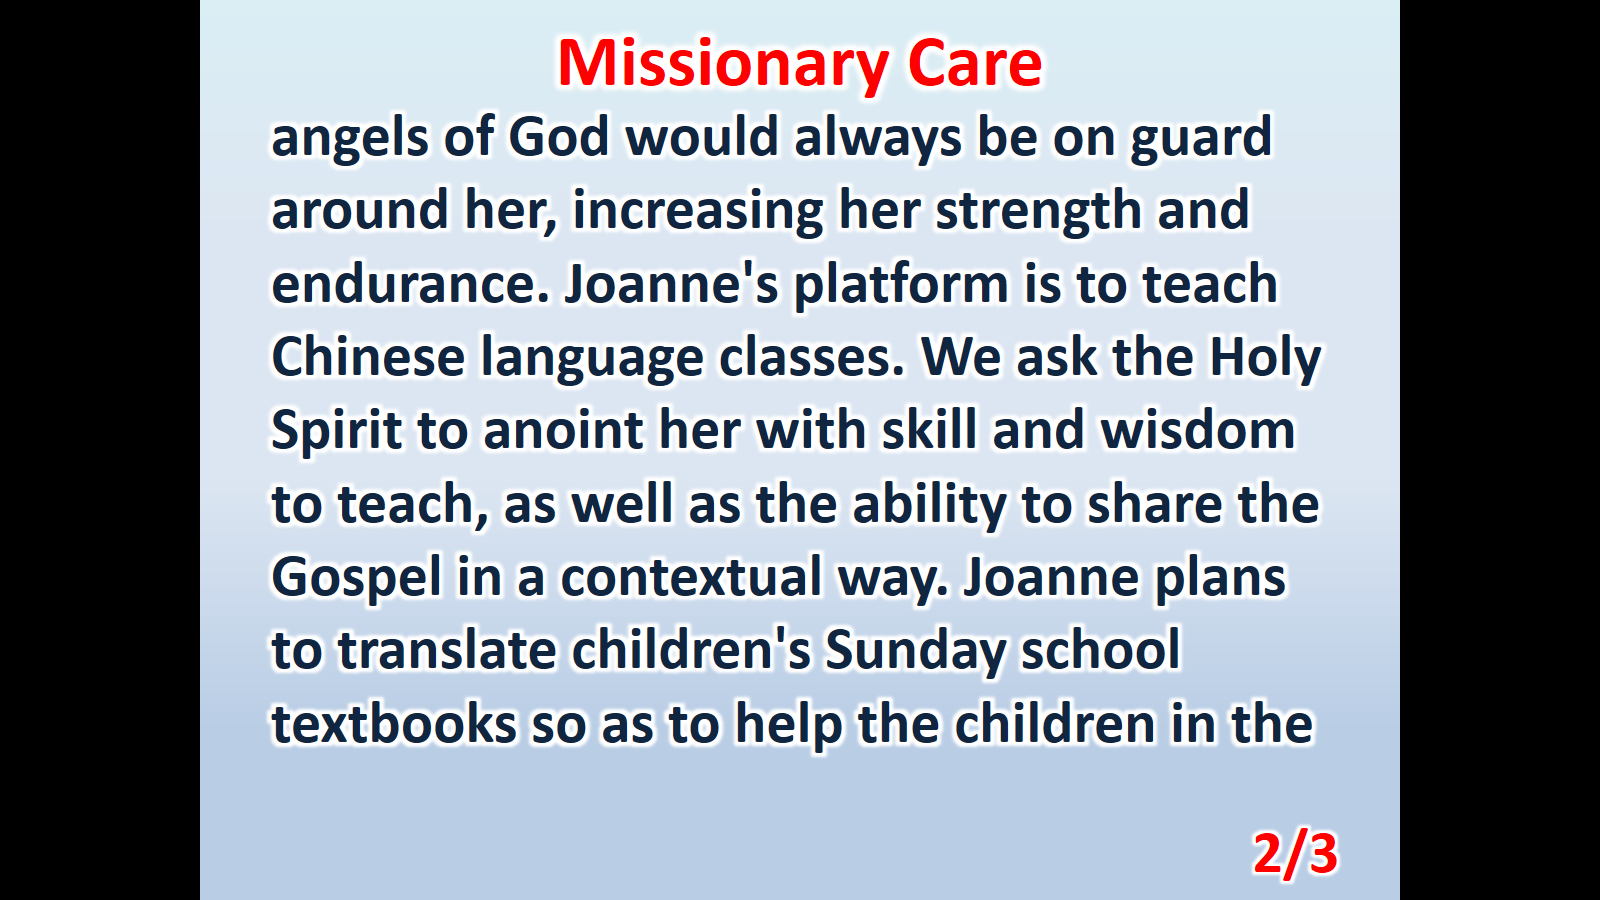 Missionary Care
angels of God would always be on guard
around her, increasing her strength and
endurance. Joanne's platform is to teach
Chinese language classes. We ask the Holy
Spirit to anoint her with skill and wisdom
to teach, as well as the ability to share the
Gospel in a contextual way. Joanne plans
to translate children's Sunday school
textbooks so as to help the children in the
2/3